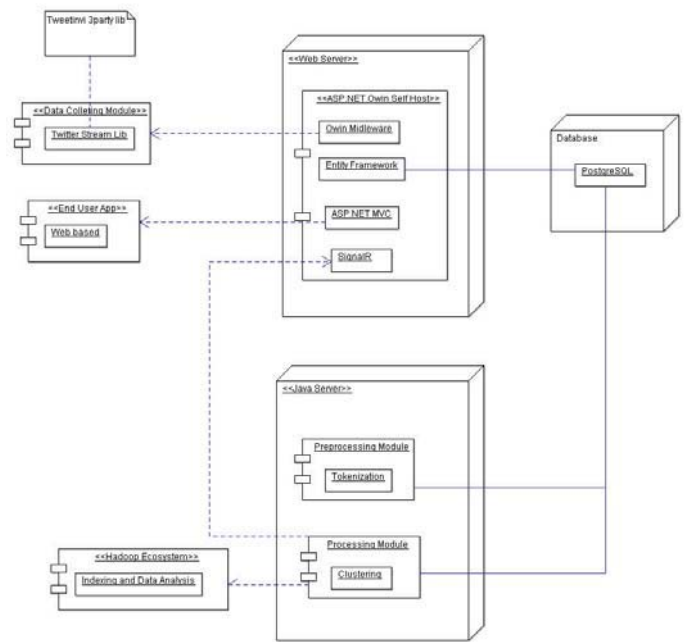 Tweetinvi 3party lib
<<Web Server>>
<<Data Colleting Module>>
Twitter Stream Lib
<<ASP.NET Owin Self Host>>
Owin Midleware
Entity Framework
ASP.NET MVC
SignalR
Database
PostgreSQL
<<End User App>>
Web based
<<Java Server>>
Preprocessing Module
Tokenization
Processing Module
Clustering
<<Hadoop Ecosystem>>
Indexing and Data Analysis